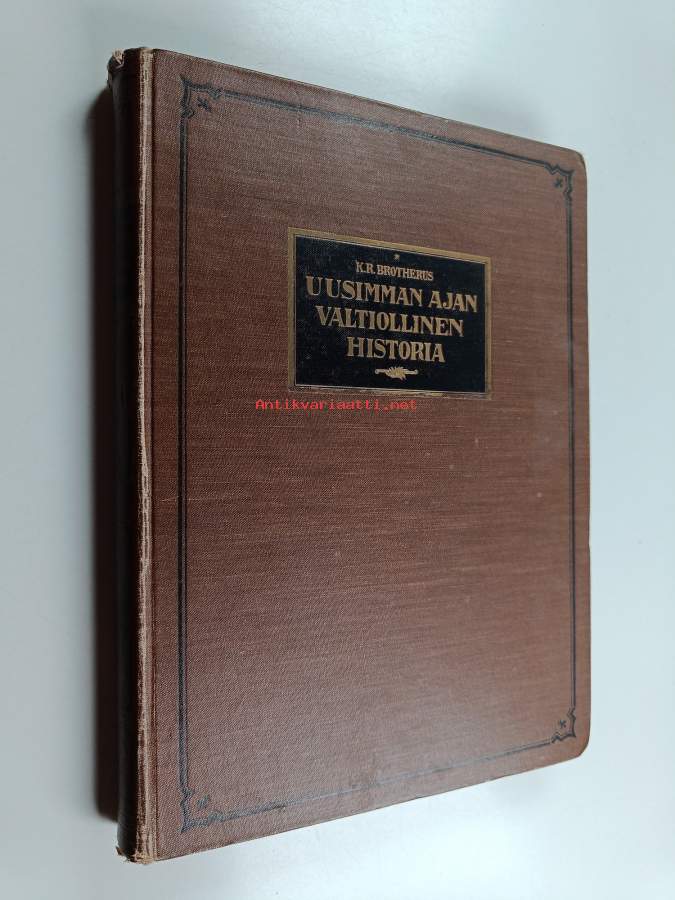 K.R. BROTHERUS
UUSIMMAN AJAN
VALTIOLLINEN
HISTORIA
Antikvariaatti.net